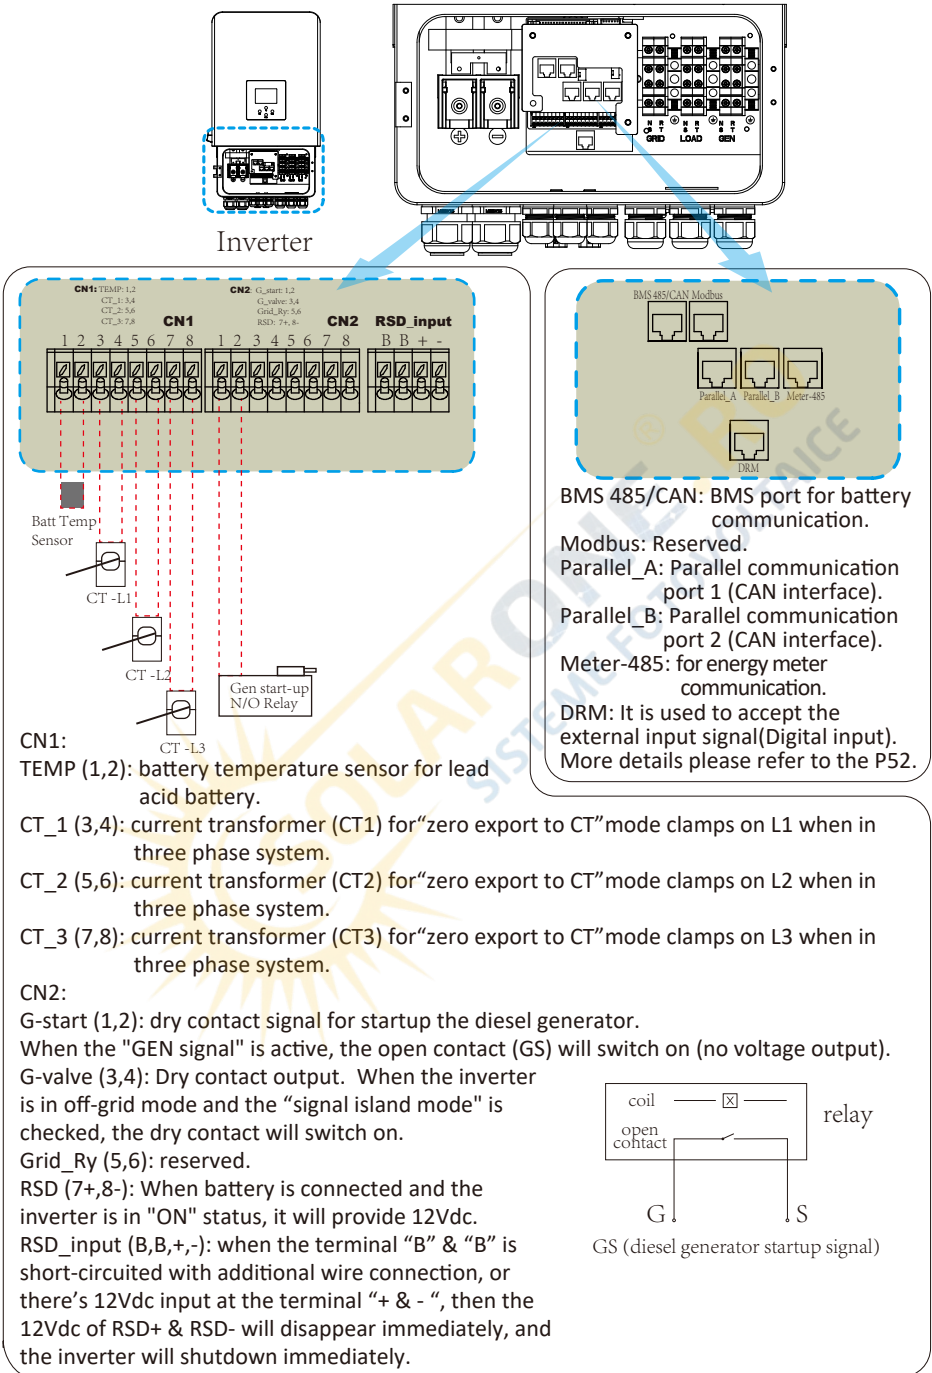 N R N R N R
S T S T S T
GRID LOAD GEN
Inverter
CN1: TEMP: 1,2
CT_1: 3,4
CT_2: 5,6
CT_3: 7,8
CN1
CN2 G_start: 1,2
G_valve: 3,4
Grid_Ry: 5,6
RSD: 7+, 8-
CN2
RSD_input
1 2 3 4 5 6 7 8
1 2 3 4 5 6 7 8
B B + -
Batt Temp
Sensor
CT -L1
CT -L2
CT -L3
Gen start-up
N/O Relay
BMS 485/CAN Modbus
Parallel_A Parallel_B Meter-485
DRM
BMS 485/CAN: BMS port for battery
communication.
Modbus: Reserved.
Parallel_A: Parallel communication
port 1 (CAN interface).
Parallel_B: Parallel communication
port 2 (CAN interface).
Meter-485: for energy meter
communication.
DRM: It is used to accept the
external input signal(Digital input).
More details please refer to the P52.
CN1:
TEMP (1,2): battery temperature sensor for lead
acid battery.
CT_1 (3,4): current transformer (CT1) for“zero export to CT”mode clamps on L1 when in
three phase system.
CT_2 (5,6): current transformer (CT2) for“zero export to CT”mode clamps on L2 when in
three phase system.
CT_3 (7,8): current transformer (CT3) for“zero export to CT”mode clamps on L3 when in
three phase system.
CN2:
G-start (1,2): dry contact signal for startup the diesel generator.
When the "GEN signal" is active, the open contact (GS) will switch on (no voltage output).
G-valve (3,4): Dry contact output. When the inverter
is in off-grid mode and the “signal island mode" is
checked, the dry contact will switch on.
Grid_Ry (5,6): reserved.
RSD (7+,8-): When battery is connected and the
inverter is in "ON" status, it will provide 12Vdc.
RSD_input (B,B,+,-): when the terminal “B” & “B” is
short-circuited with additional wire connection, or
there’s 12Vdc input at the terminal “+ & - “, then the
12Vdc of RSD+ & RSD- will disappear immediately, and
the inverter will shutdown immediately.
coil
open
contact
relay
G S
GS (diesel generator startup signal)
SOLARONE.RO
SISTEME FOTOVOLTAICE
®